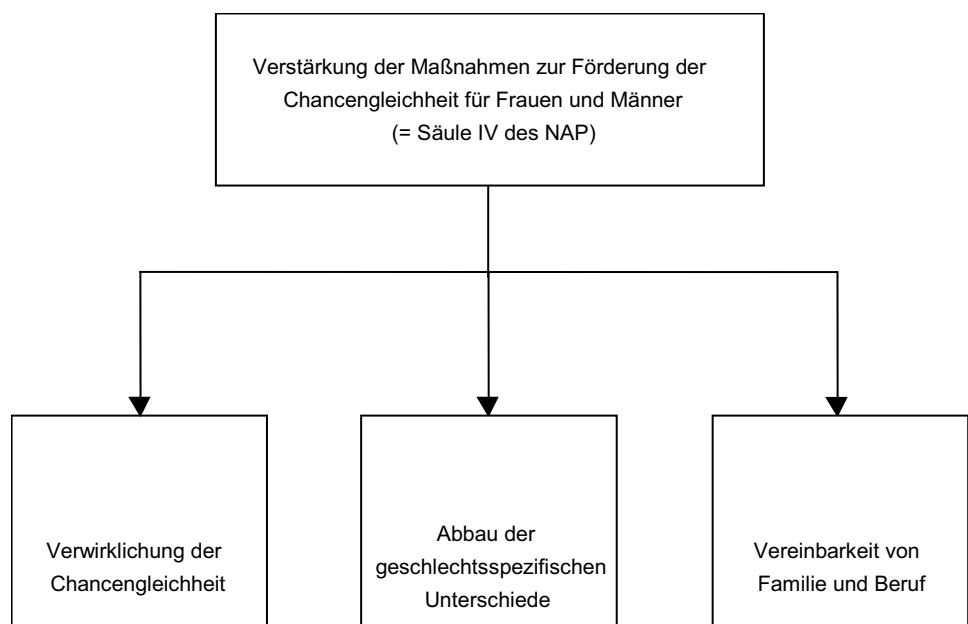 Verstärkung der Maßnahmen zur Förderung der
Chancengleichheit für Frauen und Männer
(= Säule IV des NAP)
Verwirklichung der
Chancengleichheit
Abbau der
geschlechtsspezifischen
Unterschiede
Vereinbarkeit von
Familie und Beruf